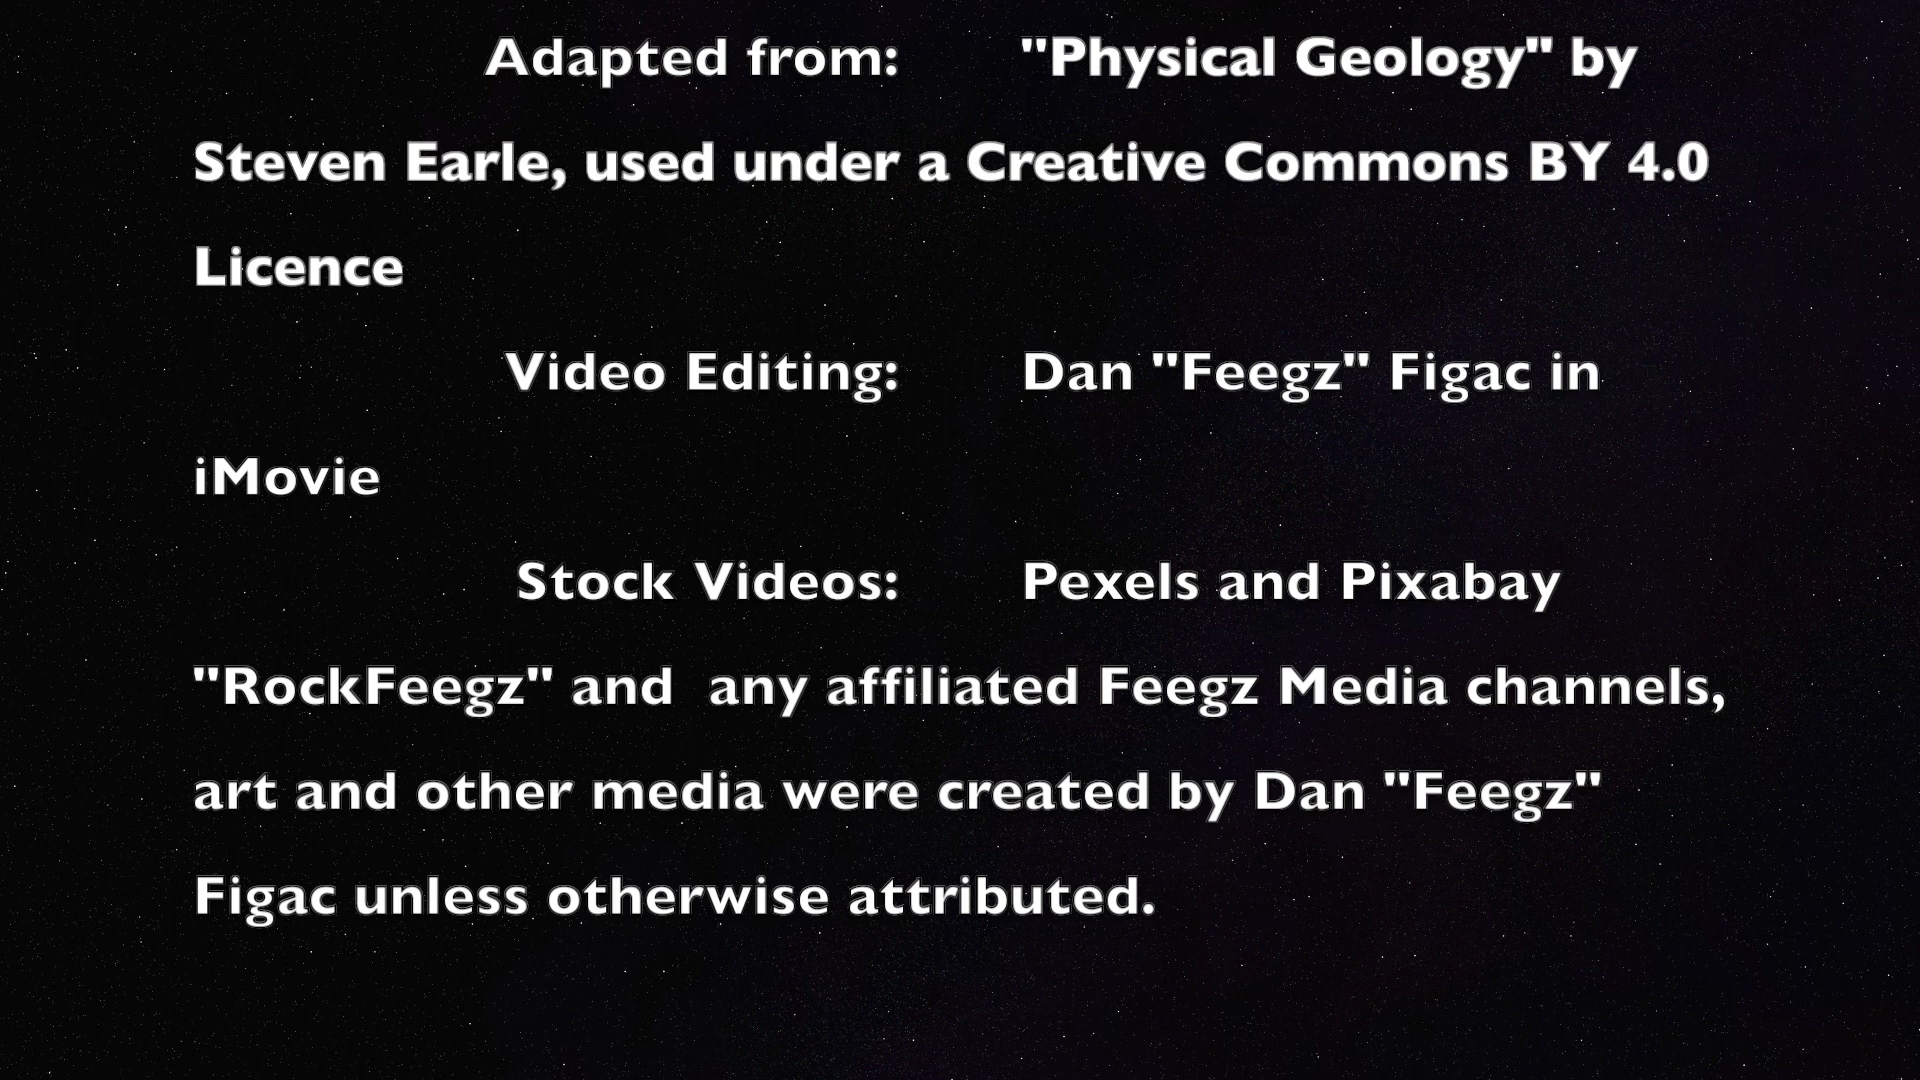 Adapted from: "Physical Geology" by
Steven Earle, used under a Creative Commons BY 4.0
Licence
Video Editing: Dan "Feegz" Figac in
iMovie
Stock Videos: Pexels and Pixabay
"RockFeegz" and any affiliated Feegz Media channels,
art and other media were created by Dan "Feegz"
Figac unless otherwise attributed.